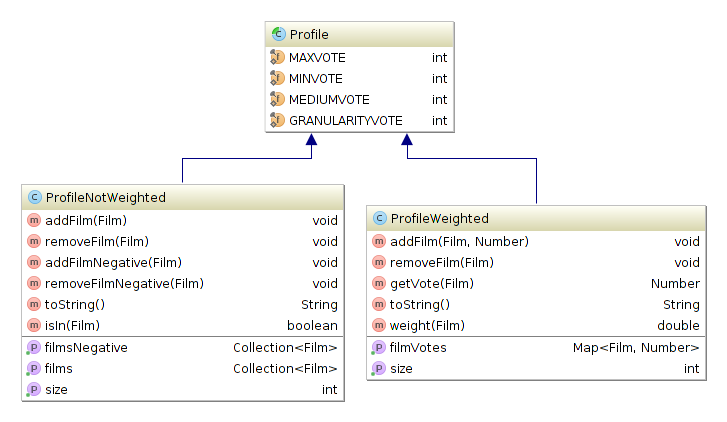 Profile
MAXVOTE int
MINVOTE int
MEDIUMVOTE int
GRANULARITYVOTE int
ProfileNotWeighted
addFilm(Film) void
removeFilm(Film) void
addFilmNegative(Film) void
removeFilmNegative(Film) void
toString() String
isIn(Film) boolean
filmsNegative Collection<Film>
films Collection<Film>
size int
ProfileWeighted
addFilm(Film, Number) void
removeFilm(Film) void
getVote(Film) Number
toString() String
weight(Film) double
filmVotes Map<Film, Number>
size int